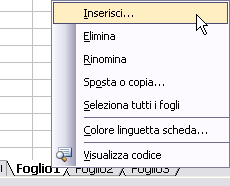 Inserisci...
Elimina
Rinomina
Sposta o copia...
Seleziona tutti i fogli
Colore linguetta scheda...
Visualizza codice
Foglio1 Foglio2 Foglio3